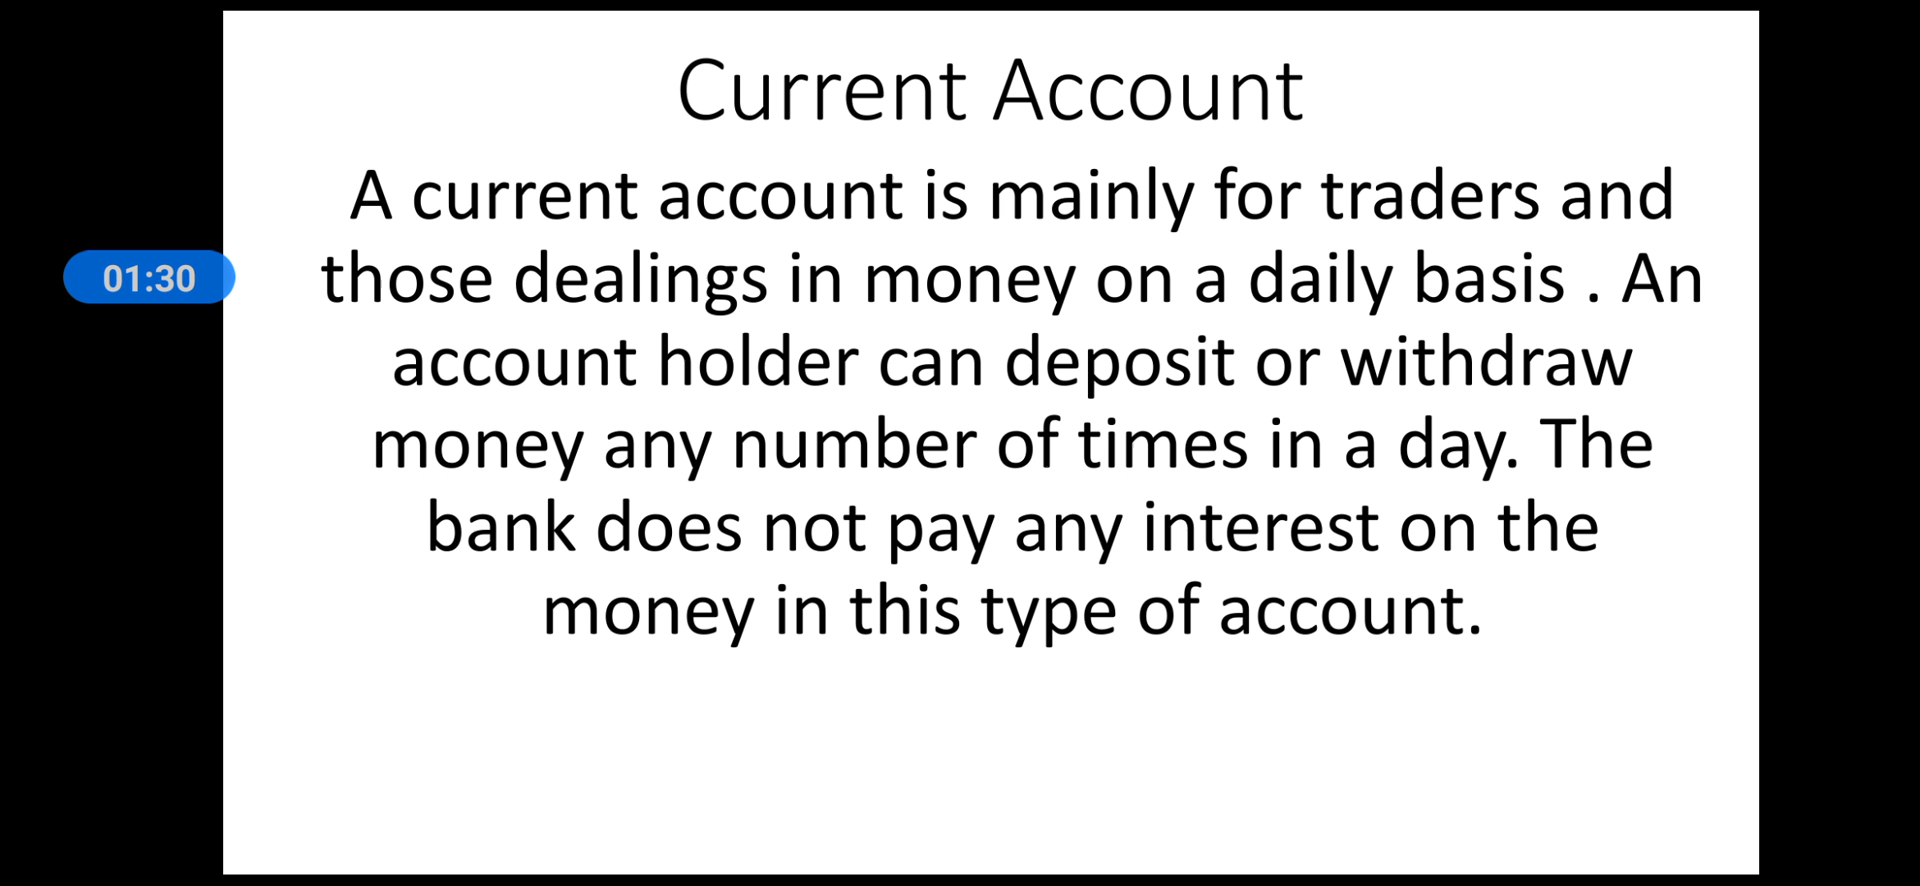 Current Account
A current account is mainly for traders and
those dealings in money on a daily basis . An
01:30
account holder can deposit or withdraw
money any number of times in a day. The
bank does not pay any interest on the
money in this type of account.